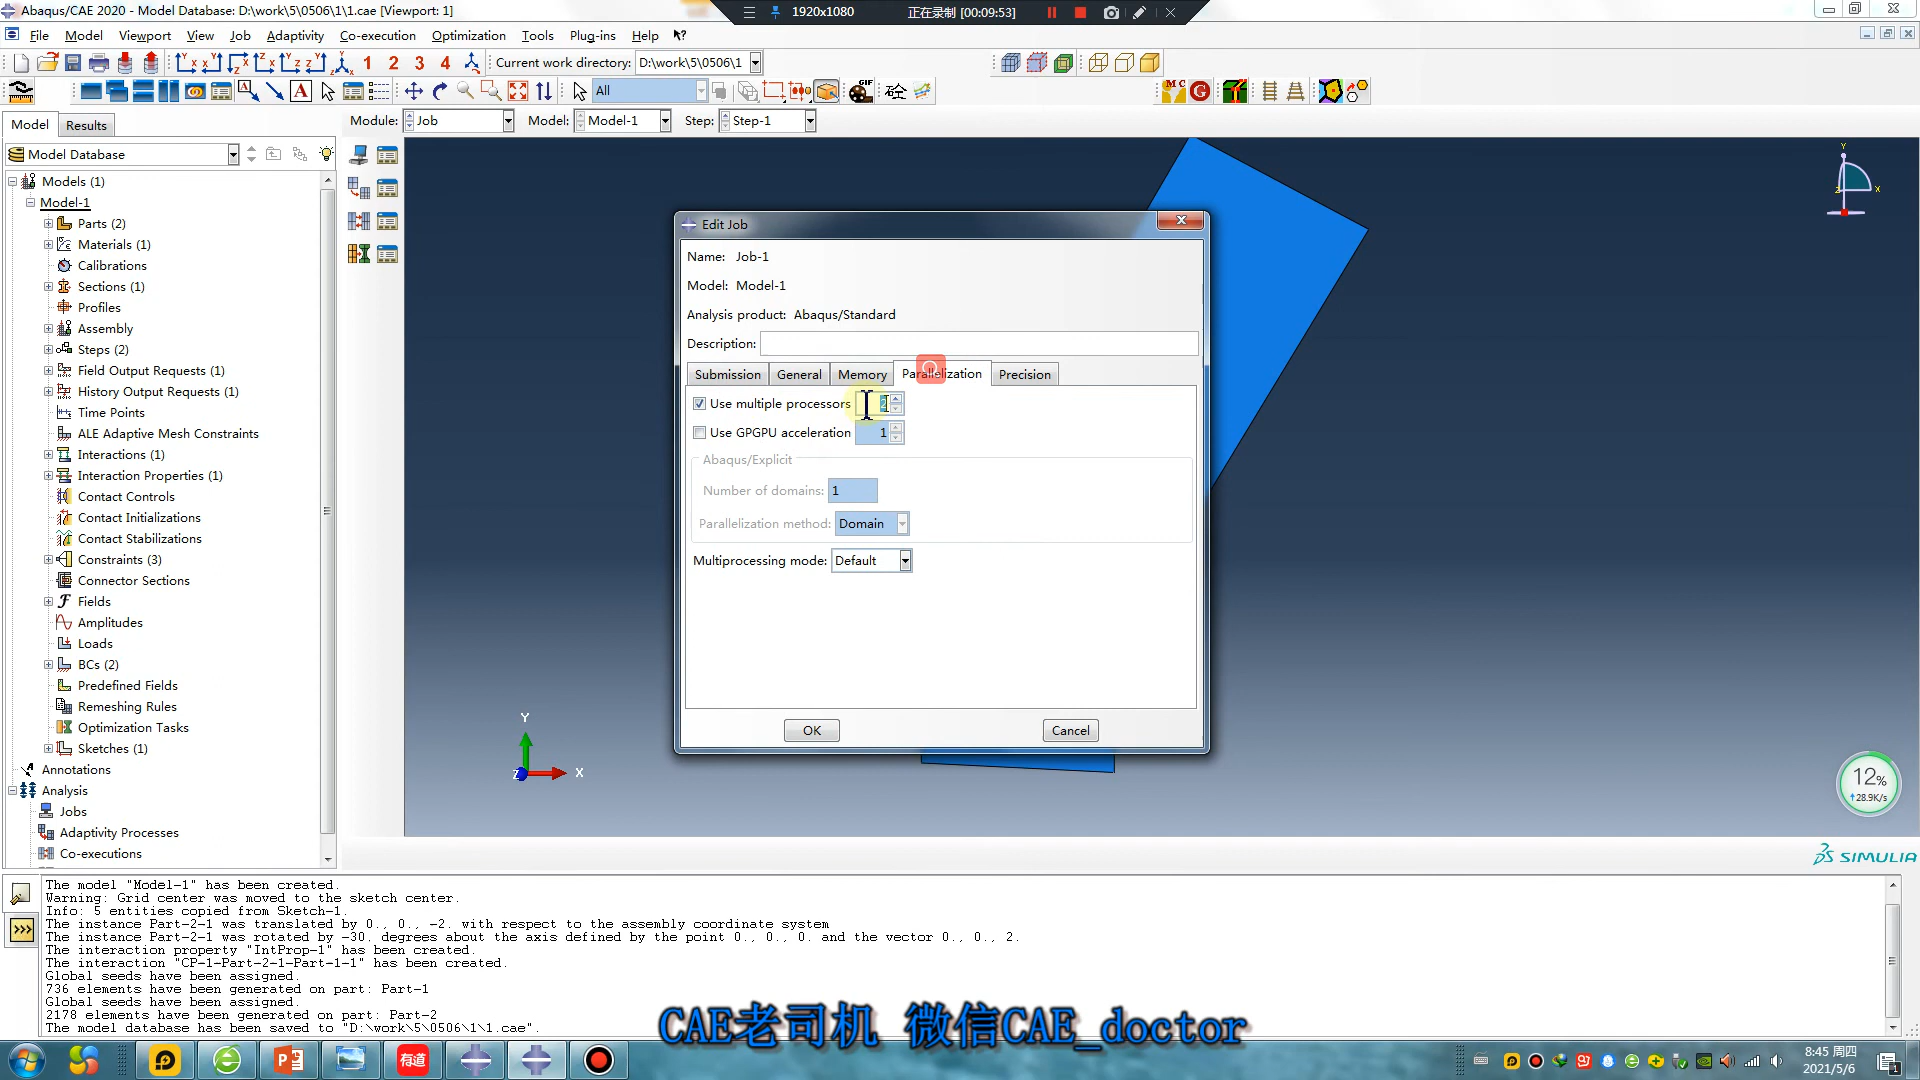 Abaqus/CAE 2020 - Model Database: D:\work\5\0506\1\1.cae [Viewport: 1]
1920x1080
正在录制 [00:09:53]
File Model Viewport View Job Adaptivity Co-execution Optimization Tools Plug-ins Help
1 2 3 4
Current work directory: D:\work\5\0506\1
All
Module: Job Model: Model-1 Step: Step-1
Model Results
Model Database
Models (1)
Model-1
Parts (2)
Materials (1)
Calibrations
Sections (1)
Profiles
Assembly
Steps (2)
Field Output Requests (1)
History Output Requests (1)
Time Points
ALE Adaptive Mesh Constraints
Interactions (1)
Interaction Properties (1)
Contact Controls
Contact Initializations
Contact Stabilizations
Constraints (3)
Connector Sections
Fields
Amplitudes
Loads
BCs (2)
Predefined Fields
Remeshing Rules
Optimization Tasks
Sketches (1)
Annotations
Analysis
Jobs
Adaptivity Processes
Co-executions
Edit Job
Name: Job-1
Model: Model-1
Analysis product: Abaqus/Standard
Description:
Submission General Memory Parallelization Precision
Use multiple processors 2
Use GPGPU acceleration 1
Abaqus/Explicit
Number of domains: 1
Parallelization method: Domain
Multiprocessing mode: Default
OK Cancel
Y
X
Z
Y
X
Z
12%
↑28.9K/s
SIMULIA
The model "Model-1" has been created.
Warning: Grid center was moved to the sketch center.
Info: 5 entities copied from Sketch-1.
The instance Part-2-1 was translated by 0., 0., -2. with respect to the assembly coordinate system
The instance Part-2-1 was rotated by -30. degrees about the axis defined by the point 0., 0., 0. and the vector 0., 0., 2.
The interaction property "IntProp-1" has been created.
The interaction "CP-1-Part-2-1-Part-1-1" has been created.
Global seeds have been assigned.
736 elements have been generated on part: Part-1
Global seeds have been assigned.
2178 elements have been generated on part: Part-2
The model database has been saved to "D:\work\5\0506\1\1.cae".
>>>
CAE老司机 微信CAE_doctor
有道
8:45 周四
2021/5/6